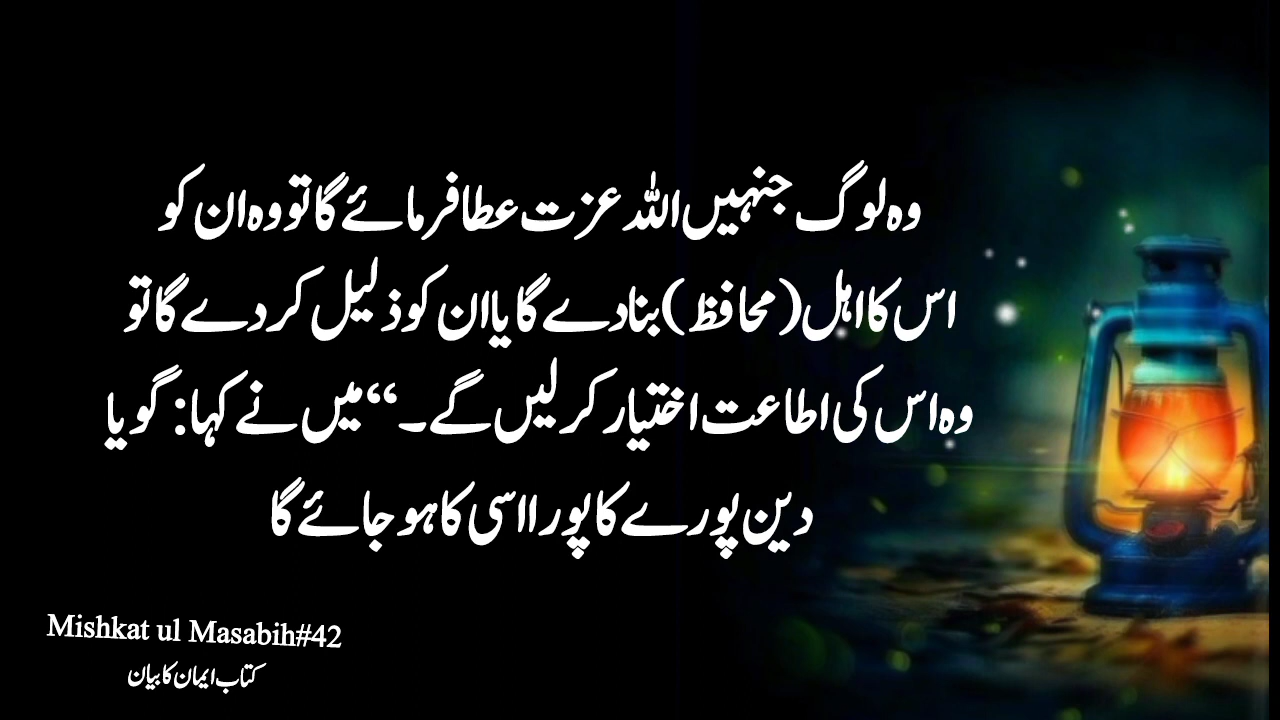 وہ لوگ جنہیں اللہ عزت عطا فرمائے گا تو وہ ان کو
اس کا اہل (محافظ) بنا دے گا یا ان کو ذلیل کر دے گا تو
وہ اس کی اطاعت اختیار کر لیں گے۔“ میں نے کہا: گویا
دین پورے کا پورا اسی کا ہو جائے گا
Mishkat ul Masabih#42
کتاب ایمان کا بیان